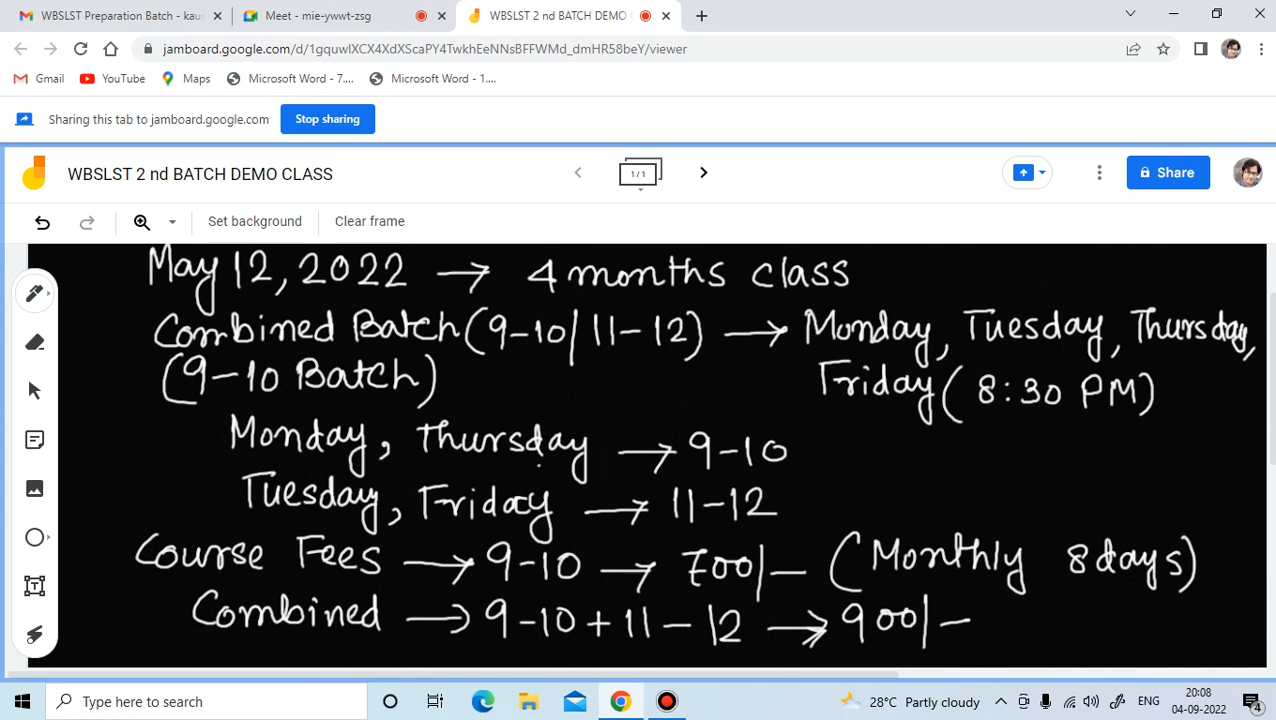 WBSLST Preparation Batch - kaus
Meet - mie-ywwt-zsg
WBSLST 2 nd BATCH DEMO
jamboard.google.com/d/1gquwlXCX4XdXScaPY4TwkhEeNNsBFFWMd_dmHR58beY/viewer
Gmail YouTube Maps Microsoft Word - 7.... Microsoft Word - 1....
Sharing this tab to jamboard.google.com Stop sharing
WBSLST 2 nd BATCH DEMO CLASS 1/1 Share
Set background Clear frame
May 12, 2022 → 4 months class
Combined Batch (9-10/11-12) → Monday, Tuesday, Thursday,
(9-10 Batch) Friday (8:30 PM)
Monday, Thursday → 9-10
Tuesday, Friday → 11-12
Course Fees → 9-10 → 700/- (Monthly 8days)
Combined → 9-10 + 11-12 → 900/-
Type here to search 28°C Partly cloudy ENG 20:08
04-09-2022 4